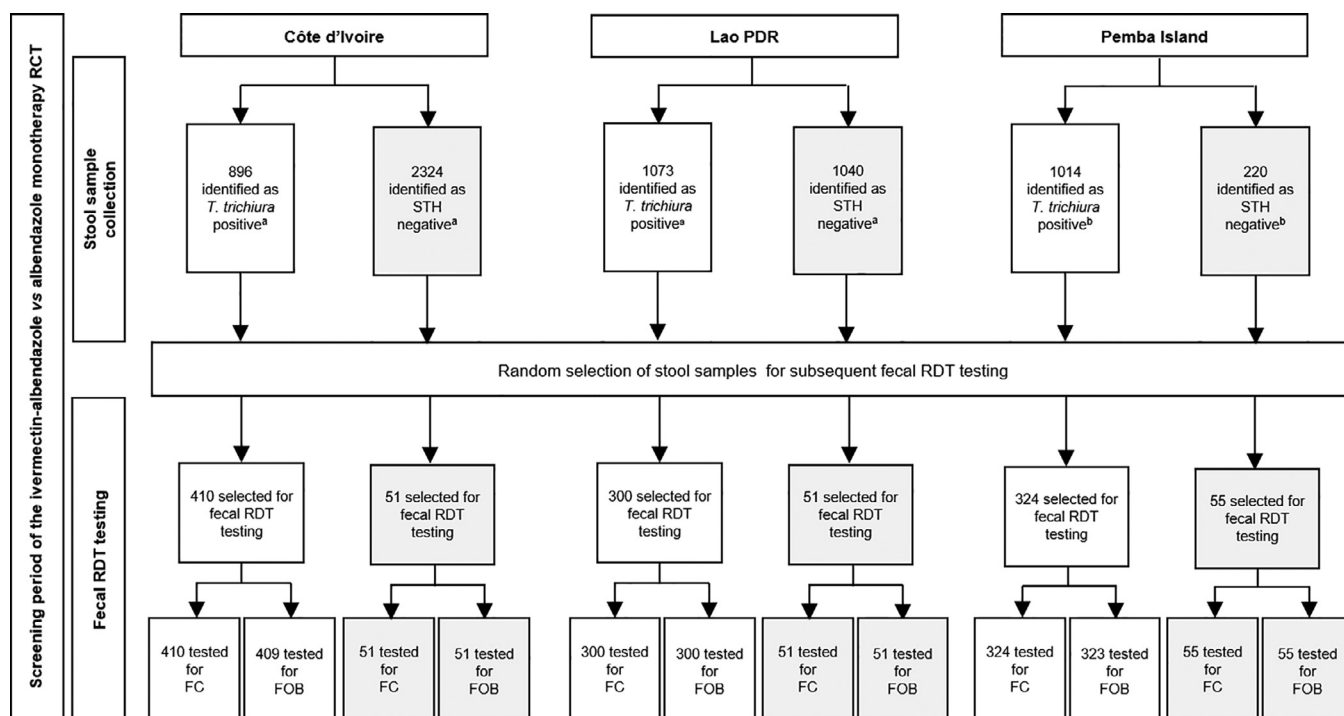 Screening period of the ivermectin-albendazole vs albendazole monotherapy RCT
Stool sample
collection
Fecal RDT testing
Côte d'Ivoire
Lao PDR
Pemba Island
896
identified as
T. trichiura
positiveᵃ
2324
identified as
STH
negativeᵃ
1073
identified as
T. trichiura
positiveᵃ
1040
identified as
STH
negativeᵃ
1014
identified as
T. trichiura
positiveᵇ
220
identified as
STH
negativeᵇ
Random selection of stool samples for subsequent fecal RDT testing
410 selected for
fecal RDT
testing
51 selected for
fecal RDT
testing
300 selected for
fecal RDT
testing
51 selected for
fecal RDT
testing
324 selected for
fecal RDT
testing
55 selected for
fecal RDT
testing
410 tested
for
FC
409 tested
for
FOB
51 tested
for
FC
51 tested
for
FOB
300 tested
for
FC
300 tested
for
FOB
51 tested
for
FC
51 tested
for
FOB
324 tested
for
FC
323 tested
for
FOB
55 tested
for
FC
55 tested
for
FOB